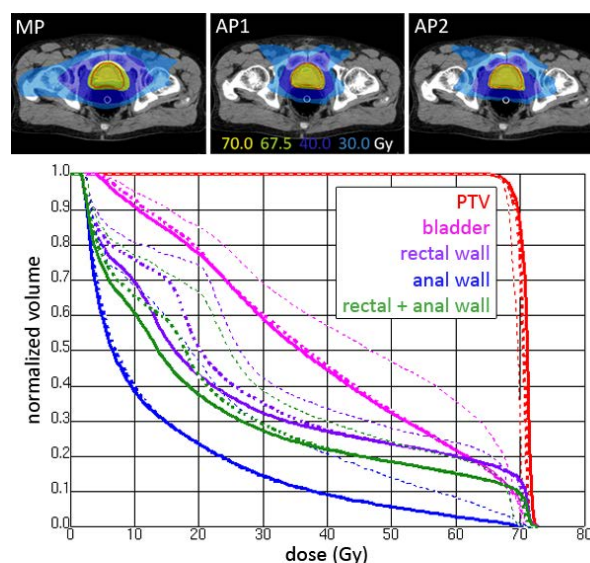 MP AP1 AP2
70.0 67.5 40.0 30.0 Gy
1.0
0.9
0.8
0.7
0.6
0.5
0.4
0.3
0.2
0.1
0.0
normalized volume
PTV
bladder
rectal wall
anal wall
rectal + anal wall
0 10 20 30 40 50 60 70 80
dose (Gy)